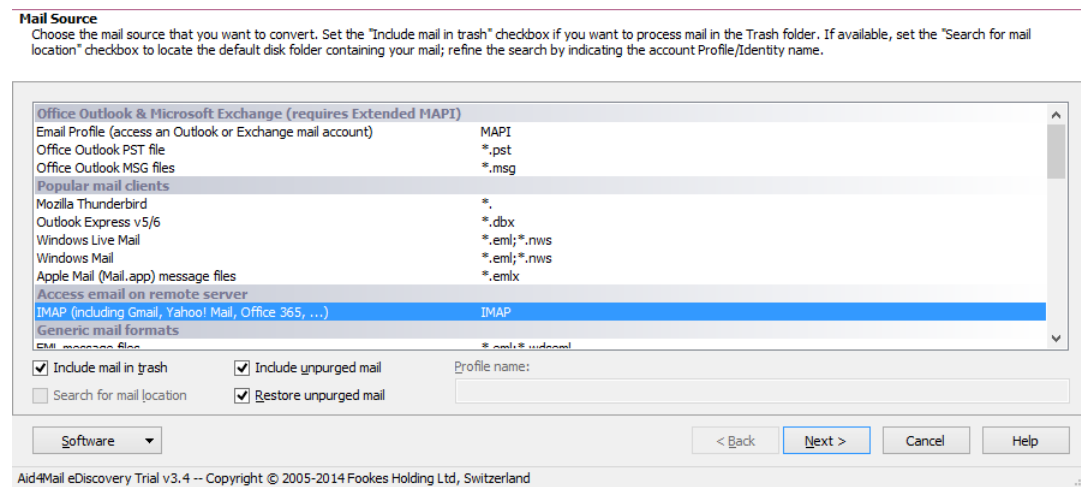 Mail Source
Choose the mail source that you want to convert. Set the "Include mail in trash" checkbox if you want to process mail in the Trash folder. If available, set the "Search for mail
location" checkbox to locate the default disk folder containing your mail; refine the search by indicating the account Profile/Identity name.
Office Outlook & Microsoft Exchange (requires Extended MAPI)
Email Profile (access an Outlook or Exchange mail account) MAPI
Office Outlook PST file *.pst
Office Outlook MSG files *.msg
Popular mail clients
Mozilla Thunderbird *.
Outlook Express v5/6 *.dbx
Windows Live Mail *.eml;*.nws
Windows Mail *.eml;*.nws
Apple Mail (Mail.app) message files *.emlx
Access email on remote server
IMAP (including Gmail, Yahoo! Mail, Office 365, ...) IMAP
Generic mail formats
EML message files *.eml;*.wdseml
Include mail in trash Include unpurged mail Profile name:
Search for mail location Restore unpurged mail
Software < Back Next > Cancel Help
Aid4Mail eDiscovery Trial v3.4 -- Copyright © 2005-2014 Fookes Holding Ltd, Switzerland